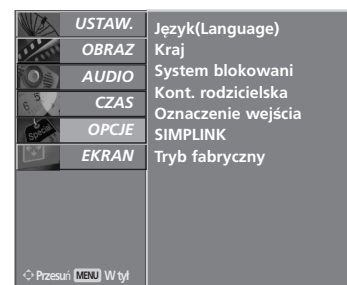 USTAW.
OBRAZ
AUDIO
CZAS
OPCJE
EKRAN
Język(Language)
Kraj
System blokowani
Kont. rodzicielska
Oznaczenie wejścia
SIMPLINK
Tryb fabryczny
Przesuń MENU W tył